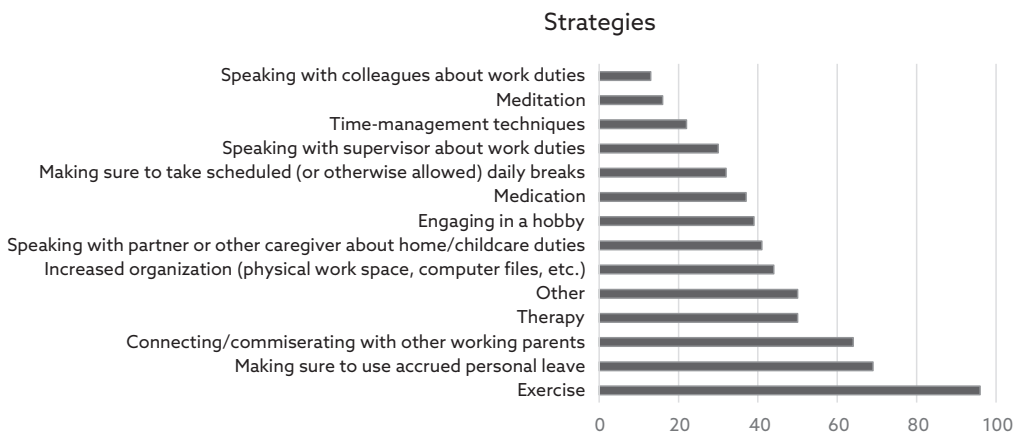 Strategies
Speaking with colleagues about work duties
Meditation
Time-management techniques
Speaking with supervisor about work duties
Making sure to take scheduled (or otherwise allowed) daily breaks
Medication
Engaging in a hobby
Speaking with partner or other caregiver about home/childcare duties
Increased organization (physical work space, computer files, etc.)
Other
Therapy
Connecting/commiserating with other working parents
Making sure to use accrued personal leave
Exercise
0 20 40 60 80 100